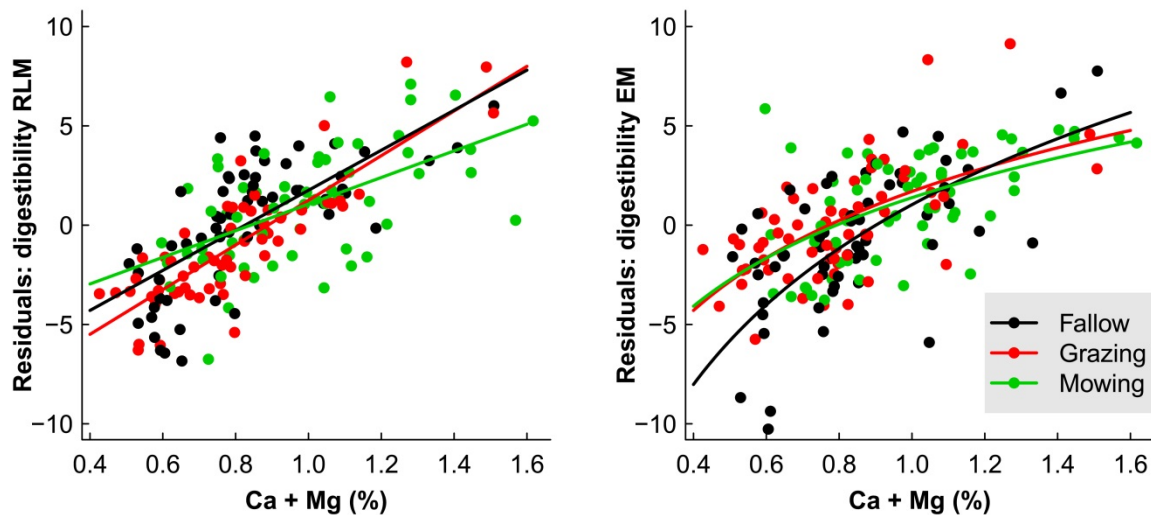 Residuals: digestibility RLM
10
5
0
−5
−10
0.4 0.6 0.8 1.0 1.2 1.4 1.6
Ca + Mg (%)
Residuals: digestibility EM
10
5
0
−5
−10
0.4 0.6 0.8 1.0 1.2 1.4 1.6
Ca + Mg (%)
Fallow
Grazing
Mowing